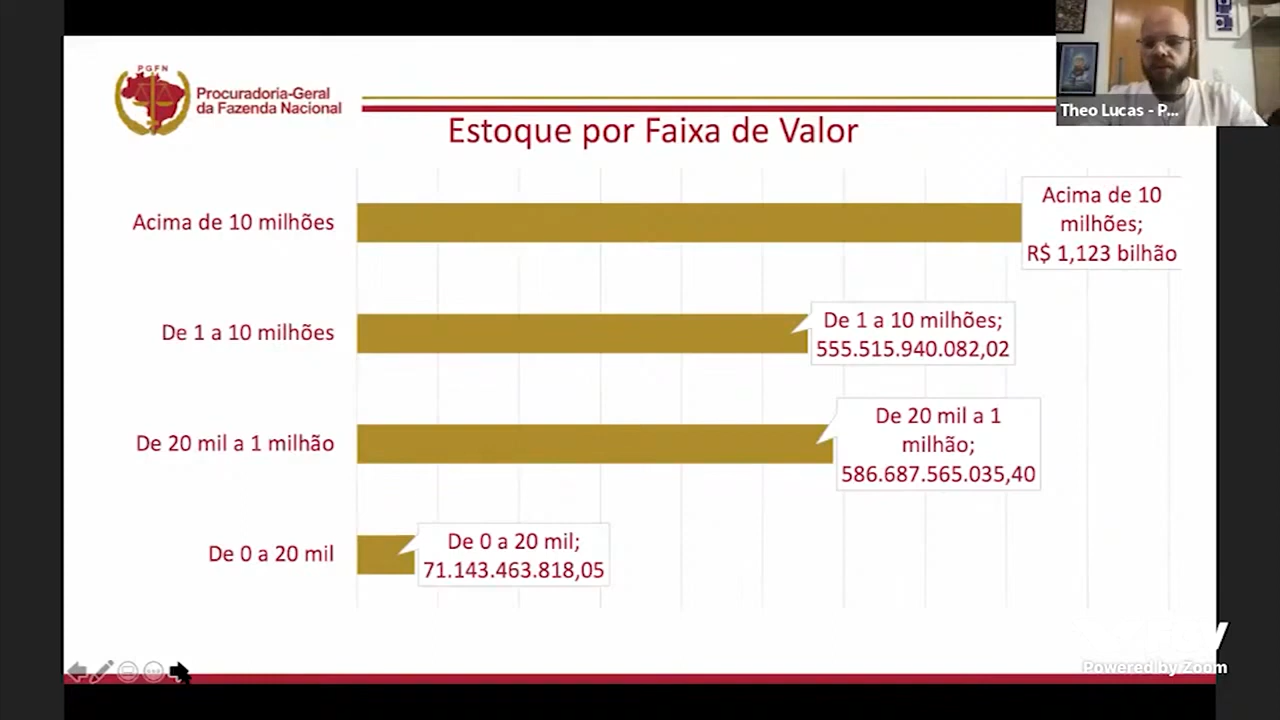 PGFN
Procuradoria-Geral
da Fazenda Nacional
Theo Lucas - P...
Estoque por Faixa de Valor
Acima de 10 milhões
Acima de 10
milhões;
R$ 1,123 bilhão
De 1 a 10 milhões
De 1 a 10 milhões;
555.515.940.082,02
De 20 mil a 1 milhão
De 20 mil a 1
milhão;
586.687.565.035,40
De 0 a 20 mil
De 0 a 20 mil;
71.143.463.818,05
Powered by Zoom